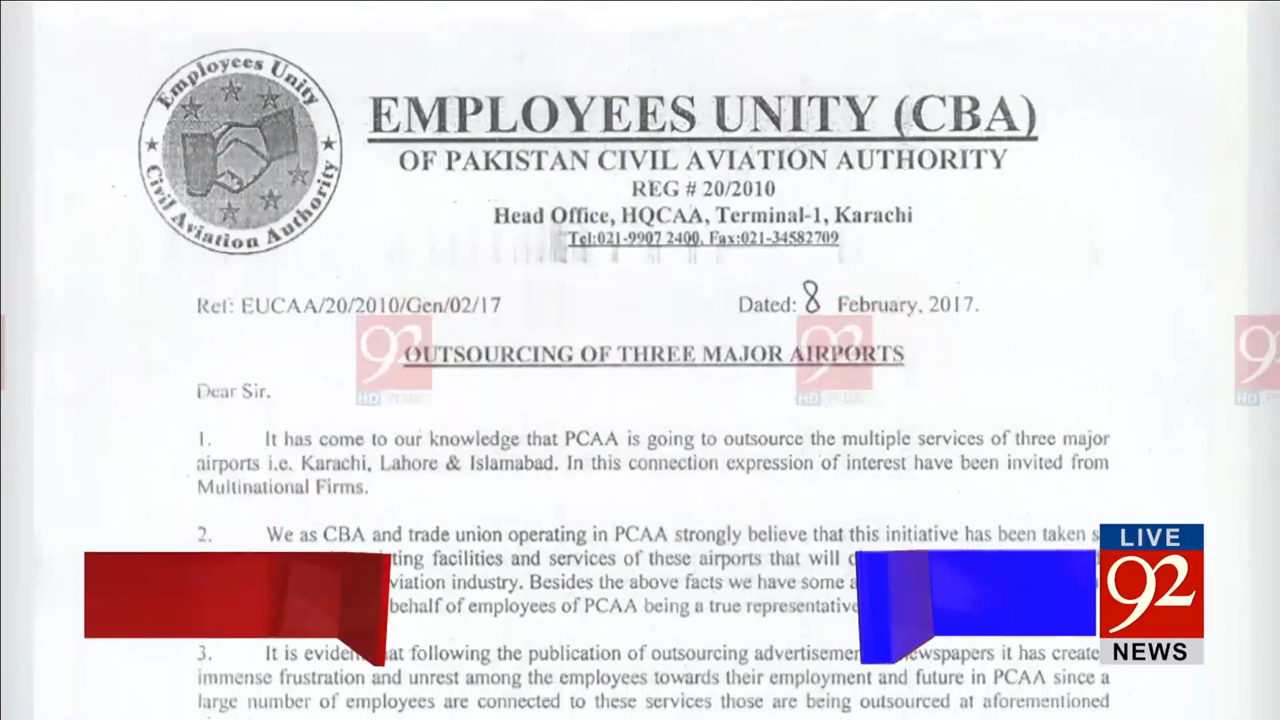 Employees Unity
Civil Aviation Authority
EMPLOYEES UNITY (CBA)
OF PAKISTAN CIVIL AVIATION AUTHORITY
REG # 20/2010
Head Office, HQCAA, Terminal-1, Karachi
Tel:021-9907 2400, Fax:021-34582709
Ref: EUCAA/20/2010/Gen/02/17
Dated: 8 February, 2017.
92
HD
92
HD
9
HD
OUTSOURCING OF THREE MAJOR AIRPORTS
Dear Sir.
1. It has come to our knowledge that PCAA is going to outsource the multiple services of three major
airports i.e. Karachi, Lahore & Islamabad. In this connection expression of interest have been invited from
Multinational Firms.
2. We as CBA and trade union operating in PCAA strongly believe that this initiative has been taken
facilities and services of these airports that will
industry. Besides the above facts we have some
behalf of employees of PCAA being a true representative
3. It is following the publication of outsourcing it has create
immense frustration and unrest among the employees towards their employment and future in PCAA since a
large number of employees are connected to these services those are being outsourced at aforementioned
LIVE
92
NEWS